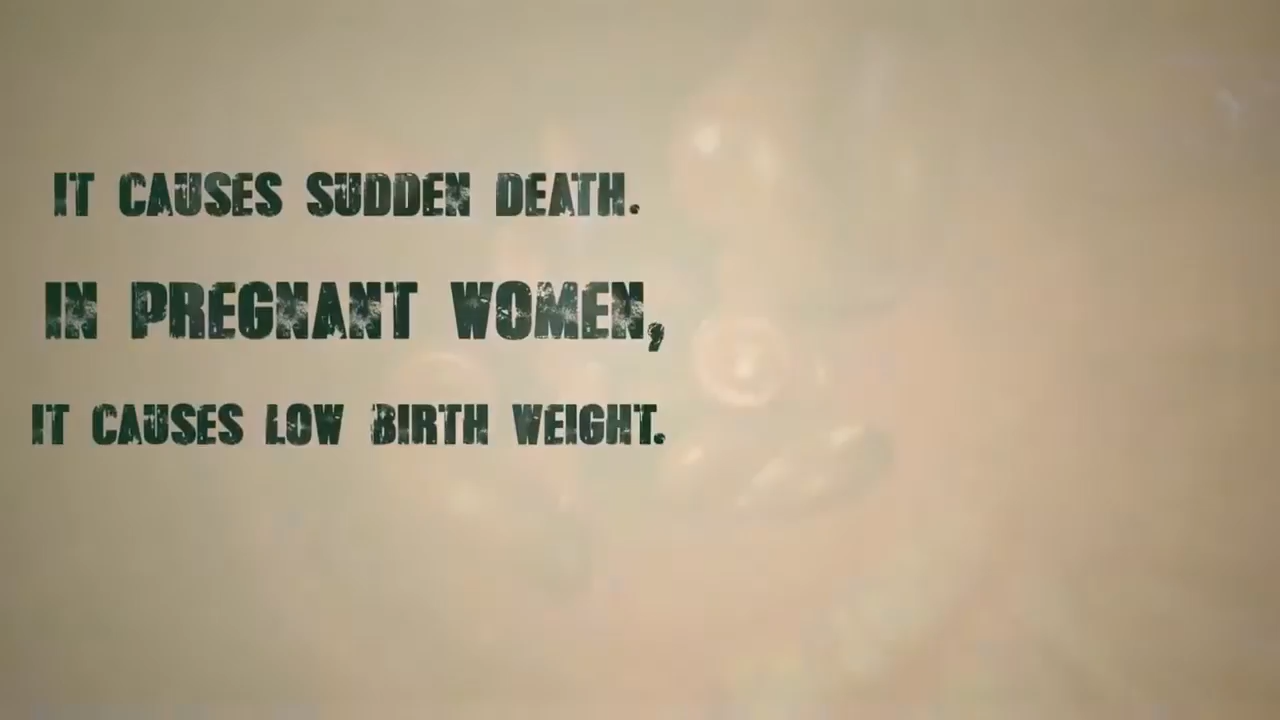 IT CAUSES SUDDEN DEATH.
IN PREGNANT WOMEN,
IT CAUSES LOW BIRTH WEIGHT.